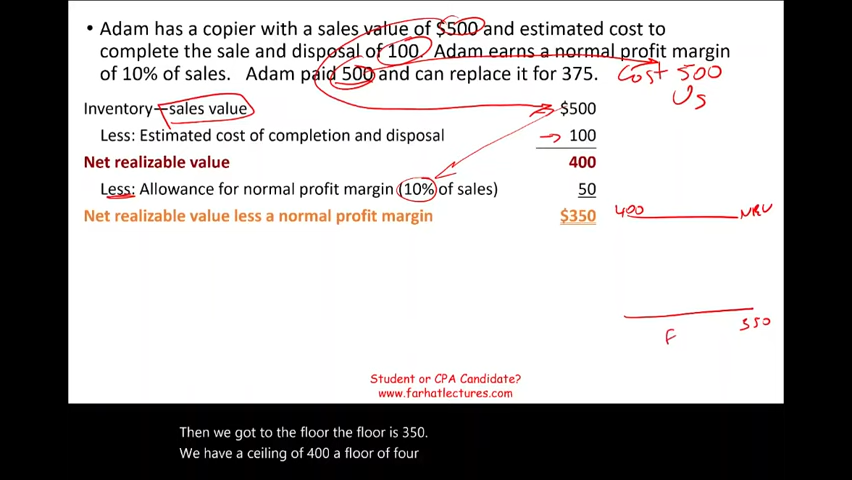 • Adam has a copier with a sales value of $500 and estimated cost to
complete the sale and disposal of 100. Adam earns a normal profit margin
of 10% of sales. Adam paid 500 and can replace it for 375.
Cost 500
Vs
Inventory—sales value $500
Less: Estimated cost of completion and disposal 100
Net realizable value 400
Less: Allowance for normal profit margin (10% of sales) 50
Net realizable value less a normal profit margin $350
400 NRV
350
F
Student or CPA Candidate?
www.farhatlectures.com
Then we got to the floor the floor is 350.
We have a ceiling of 400 a floor of four